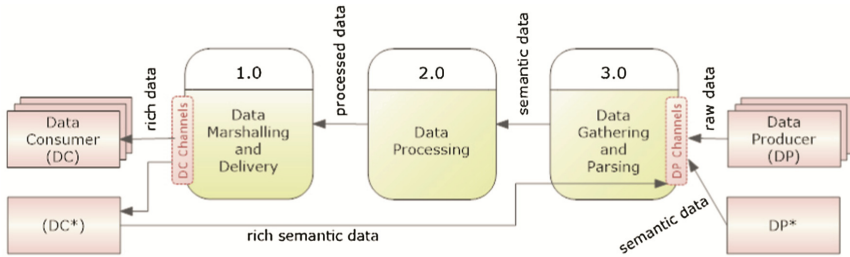 1.0
2.0
3.0
rich data
processed data
semantic data
raw data
Data
Consumer
(DC)
DC Channels
Data
Marshalling
and
Delivery
Data
Processing
Data
Gathering
and
Parsing
DP Channels
Data
Producer
(DP)
(DC*)
rich semantic data
semantic data
DP*